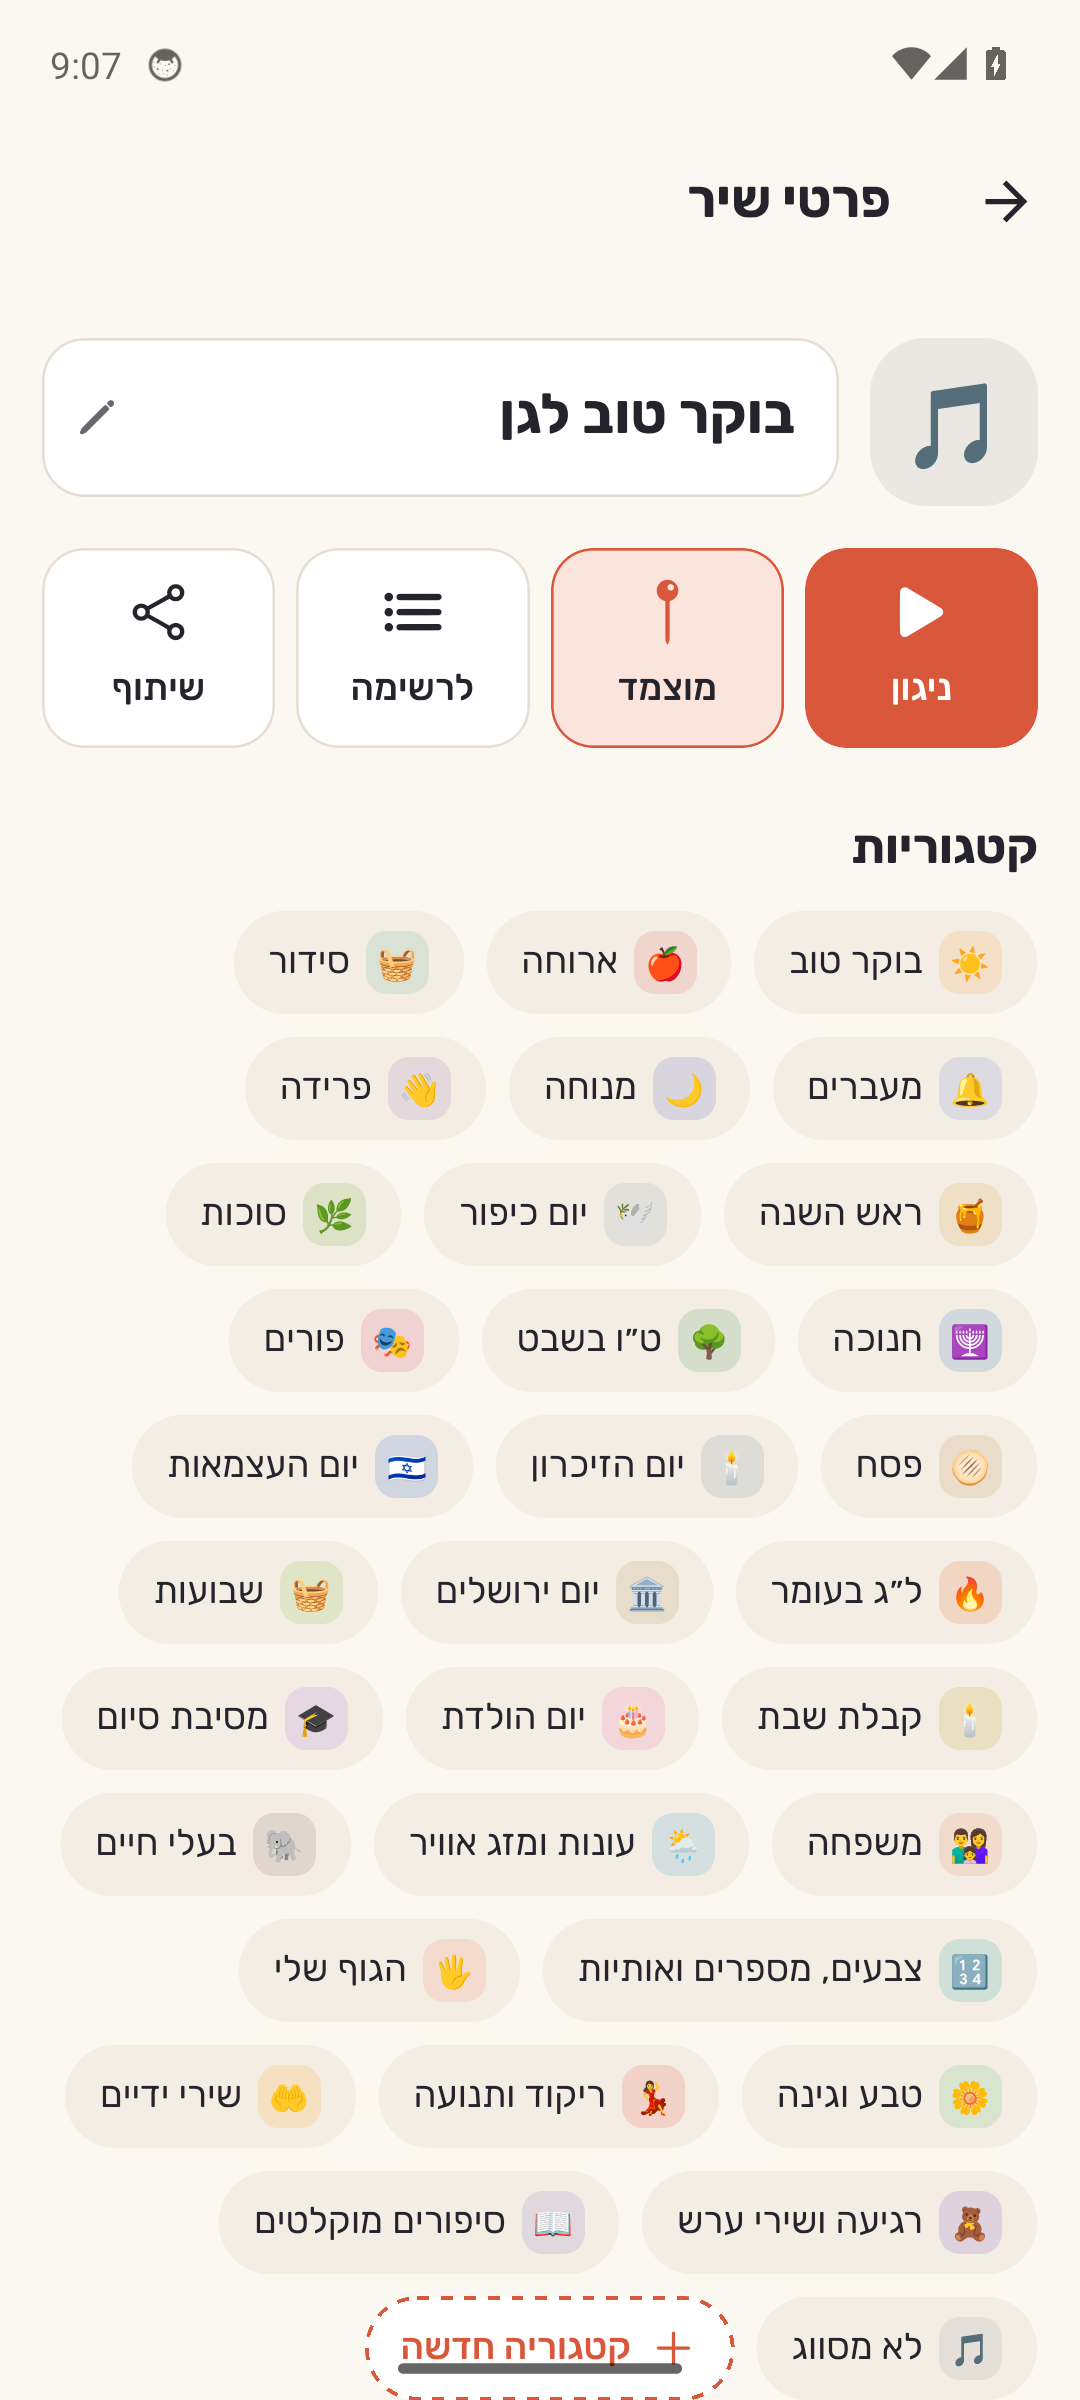 9:07
פרטי שיר
בוקר טוב לגן
ניגון מוצמד לרשימה שיתוף
קטגוריות
בוקר טוב ארוחה סידור
מעברים מנוחה פרידה
ראש השנה יום כיפור סוכות
חנוכה ט״ו בשבט פורים
פסח יום הזיכרון יום העצמאות
ל״ג בעומר יום ירושלים שבועות
קבלת שבת יום הולדת מסיבת סיום
משפחה עונות ומזג אוויר בעלי חיים
צבעים, מספרים ואותיות הגוף שלי
טבע וגינה ריקוד ותנועה שירי ידיים
רגיעה ושירי ערש סיפורים מוקלטים
לא מסווג קטגוריה חדשה